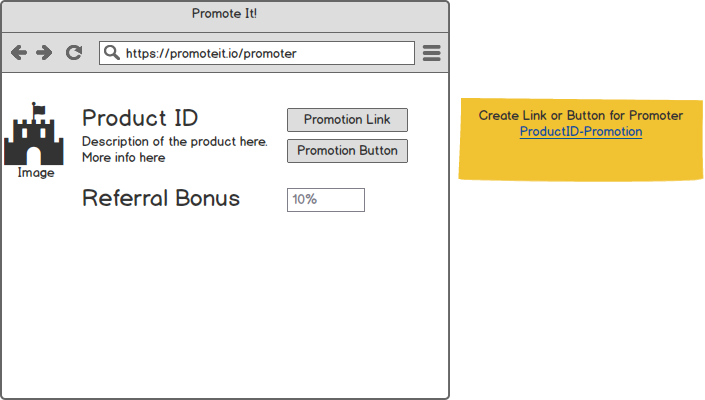 Promote It!
https://promoteit.io/promoter
Product ID
Description of the product here.
More info here
Image
Promotion Link
Promotion Button
Referral Bonus
10%
Create Link or Button for Promoter
ProductID-Promotion